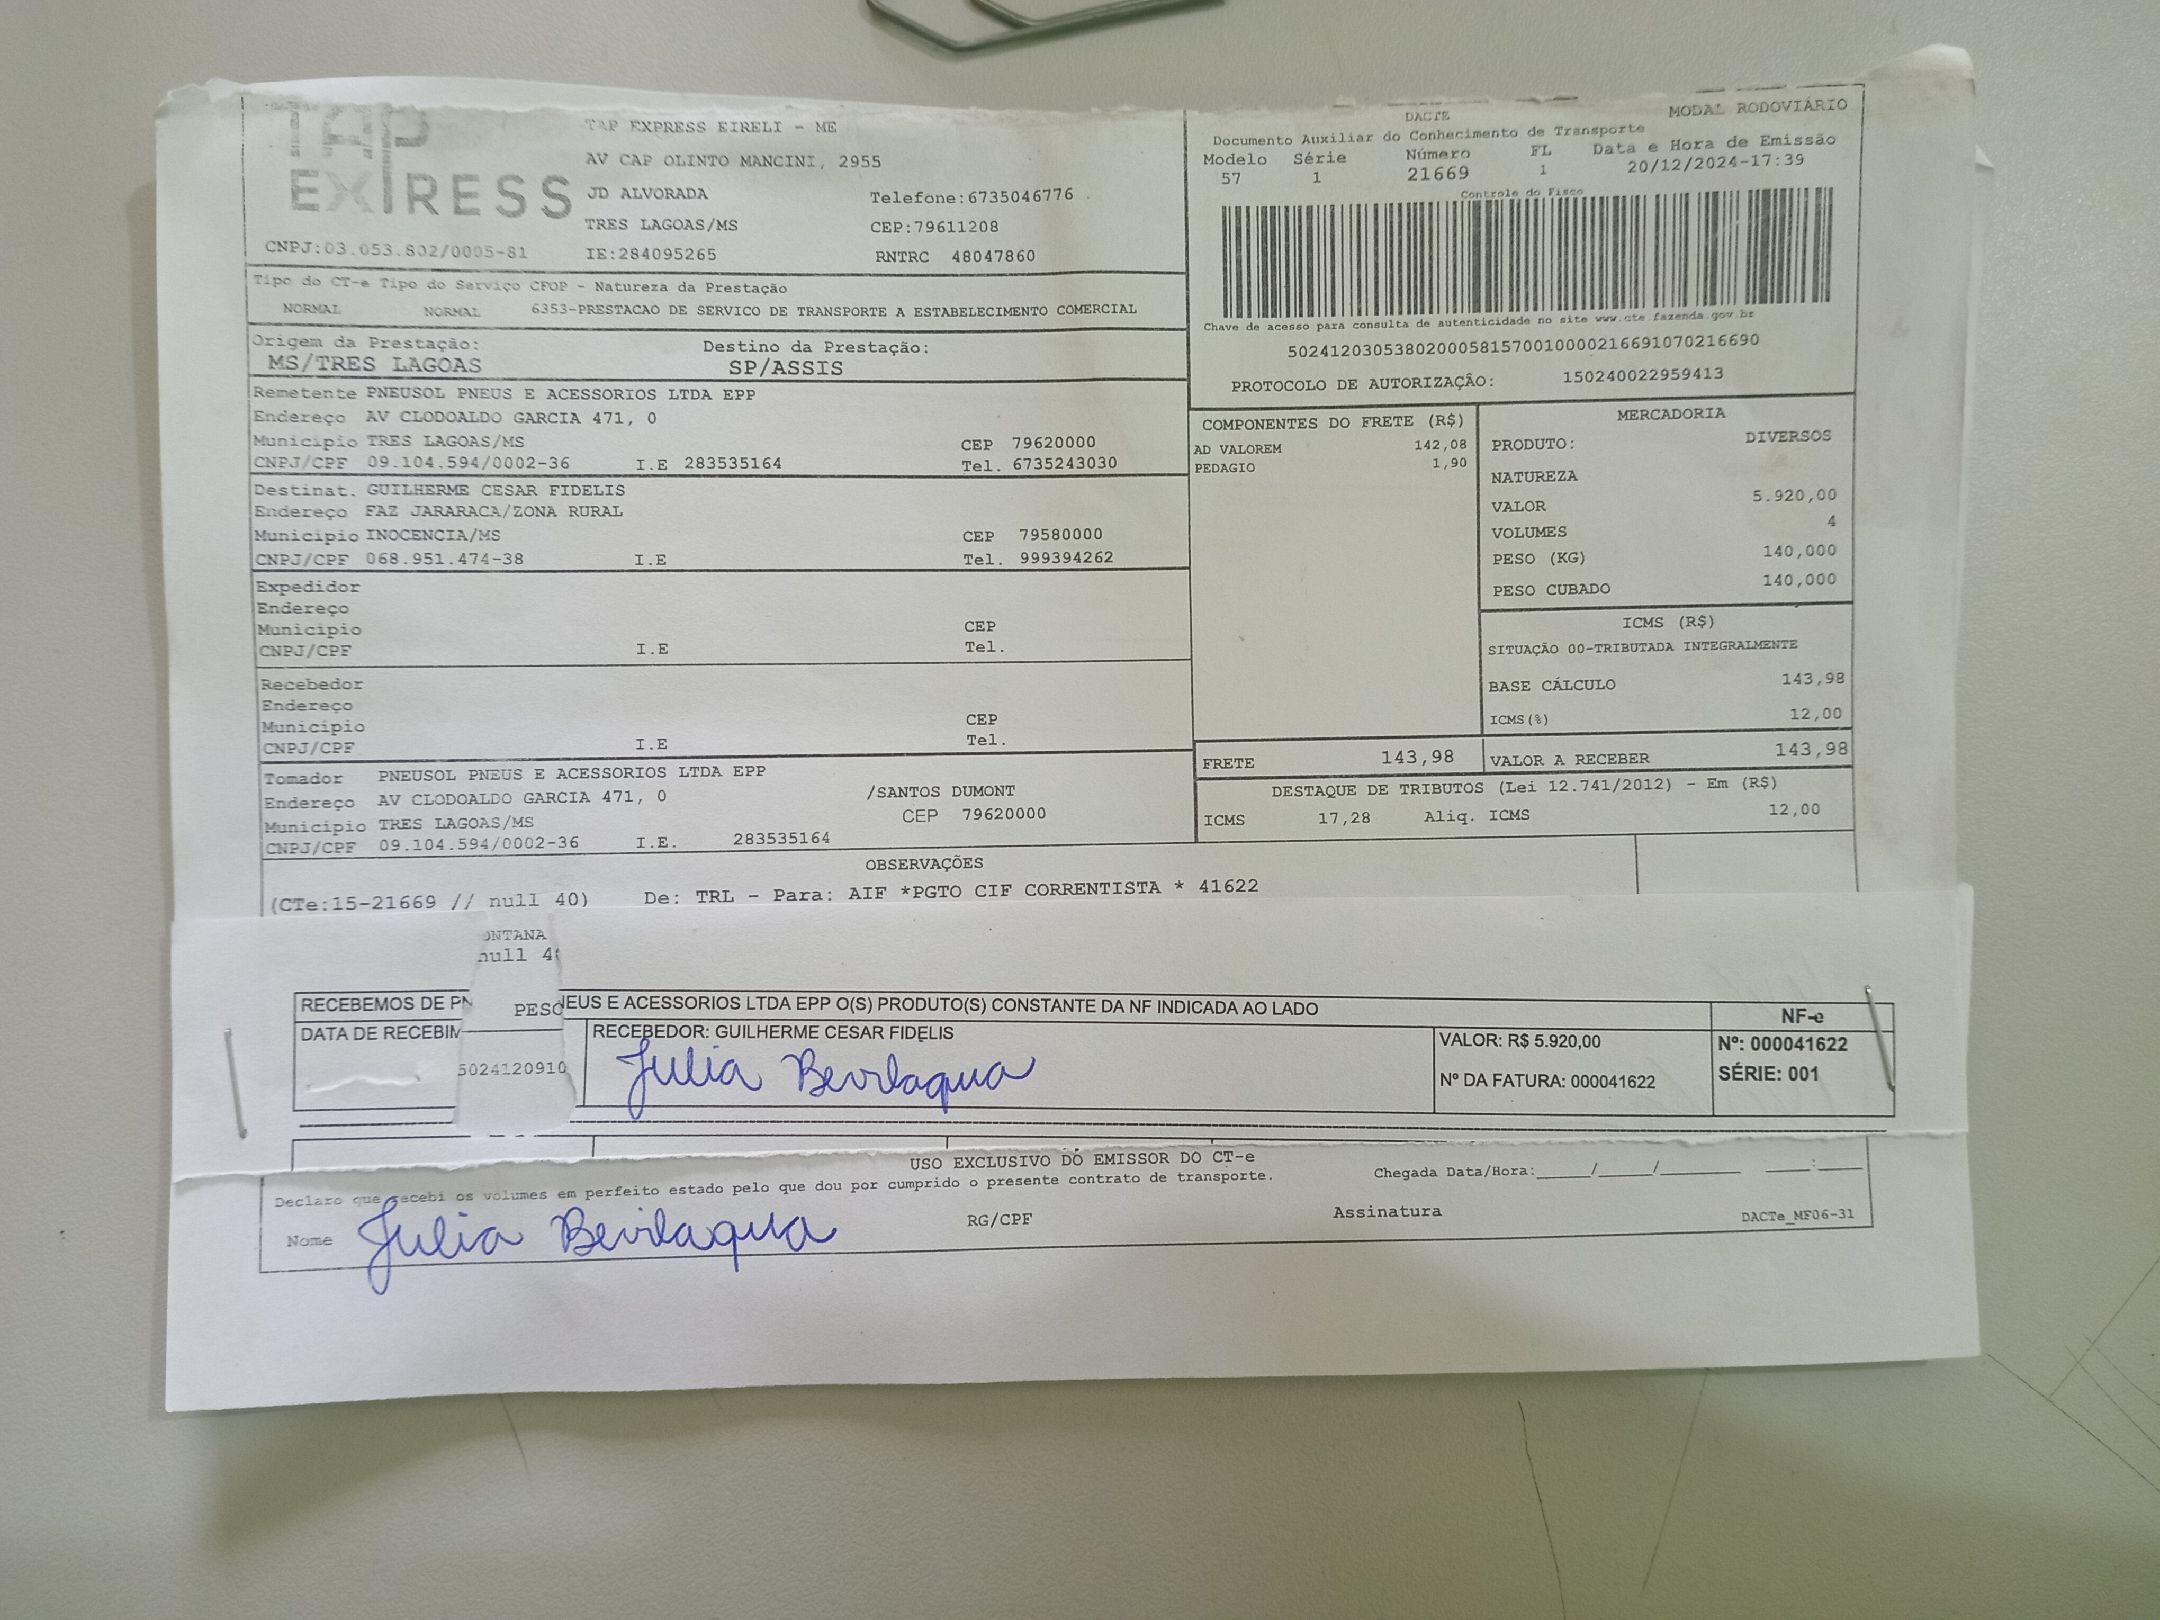 TAP
EXPRESS
TAP EXPRESS EIRELI - ME
AV CAP OLINTO MANCINI, 2955
JD ALVORADA Telefone:6735046776
TRES LAGOAS/MS CEP:79611208
CNPJ:03.053.802/0005-81 IE:284095265 RNTRC 48047860
DACTE MODAL RODOVIÁRIO
Documento Auxiliar do Conhecimento de Transporte
Modelo Série Número FL Data e Hora de Emissão
57 1 21669 1 20/12/2024-17:39
Controle do Fisco
Chave de acesso para consulta de autenticidade no site www.cte.fazenda.gov.br
50241203053802000581570010000216691070216690
PROTOCOLO DE AUTORIZAÇÃO: 150240022959413
Tipo do CT-e Tipo do Serviço CFOP - Natureza da Prestação
NORMAL NORMAL 6353-PRESTACAO DE SERVICO DE TRANSPORTE A ESTABELECIMENTO COMERCIAL
Origem da Prestação: Destino da Prestação:
MS/TRES LAGOAS SP/ASSIS
Remetente PNEUSOL PNEUS E ACESSORIOS LTDA EPP
Endereço AV CLODOALDO GARCIA 471, 0
Município TRES LAGOAS/MS CEP 79620000
CNPJ/CPF 09.104.594/0002-36 I.E 283535164 Tel. 6735243030
Destinat. GUILHERME CESAR FIDELIS
Endereço FAZ JARARACA/ZONA RURAL
Município INOCENCIA/MS CEP 79580000
CNPJ/CPF 068.951.474-38 I.E Tel. 999394262
Expedidor
Endereço
Município CEP
CNPJ/CPF I.E Tel.
Recebedor
Endereço
Município CEP
CNPJ/CPF I.E Tel.
Tomador PNEUSOL PNEUS E ACESSORIOS LTDA EPP
Endereço AV CLODOALDO GARCIA 471, 0 /SANTOS DUMONT
Município TRES LAGOAS/MS CEP 79620000
CNPJ/CPF 09.104.594/0002-36 I.E. 283535164
COMPONENTES DO FRETE (R$)
AD VALOREM 142,08
PEDAGIO 1,90
MERCADORIA
PRODUTO: DIVERSOS
NATUREZA
VALOR 5.920,00
VOLUMES 4
PESO (KG) 140,000
PESO CUBADO 140,000
ICMS (R$)
SITUAÇÃO 00-TRIBUTADA INTEGRALMENTE
BASE CÁLCULO 143,98
ICMS(%) 12,00
FRETE 143,98 VALOR A RECEBER 143,98
DESTAQUE DE TRIBUTOS (Lei 12.741/2012) - Em (R$)
ICMS 17,28 Aliq. ICMS 12,00
OBSERVAÇÕES
(CTe:15-21669 // null 40) De: TRL - Para: AIF *PGTO CIF CORRENTISTA * 41622
ONTANA
null 4
RECEBEMOS DE PN PESO NEUS E ACESSORIOS LTDA EPP O(S) PRODUTO(S) CONSTANTE DA NF INDICADA AO LADO NF-e
DATA DE RECEBIM RECEBEDOR: GUILHERME CESAR FIDELIS VALOR: R$ 5.920,00 Nº: 000041622
5024120910 Julia Bevilaqua Nº DA FATURA: 000041622 SÉRIE: 001
USO EXCLUSIVO DO EMISSOR DO CT-e
Declaro que recebi os volumes em perfeito estado pelo que dou por cumprido o presente contrato de transporte. Chegada Data/Hora:____/____/______ ___:___
Nome Julia Bevilaqua RG/CPF Assinatura DACTe_MF06-31